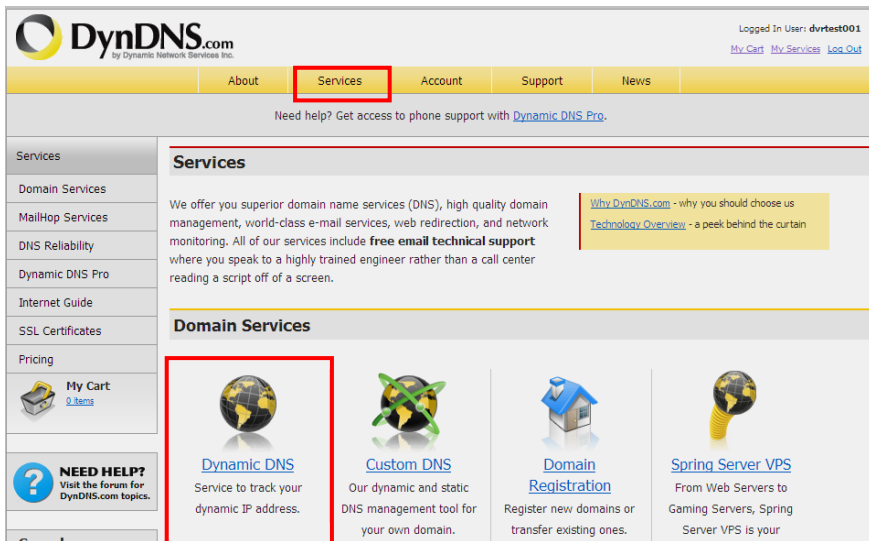 DynDNS.com
by Dynamic Network Services Inc.
Logged In User: dvrtest001
My Cart My Services Log Out
About Services Account Support News
Need help? Get access to phone support with Dynamic DNS Pro.
Services
Domain Services
MailHop Services
DNS Reliability
Dynamic DNS Pro
Internet Guide
SSL Certificates
Pricing
My Cart
0 items
NEED HELP?
Visit the forum for
DynDNS.com topics.
Services
We offer you superior domain name services (DNS), high quality domain
management, world-class e-mail services, web redirection, and network
monitoring. All of our services include free email technical support
where you speak to a highly trained engineer rather than a call center
reading a script off of a screen.
Why DynDNS.com - why you should choose us
Technology Overview - a peek behind the curtain
Domain Services
Dynamic DNS
Service to track your
dynamic IP address.
Custom DNS
Our dynamic and static
DNS management tool for
your own domain.
Domain
Registration
Register new domains or
transfer existing ones.
Spring Server VPS
From Web Servers to
Gaming Servers, Spring
Server VPS is your